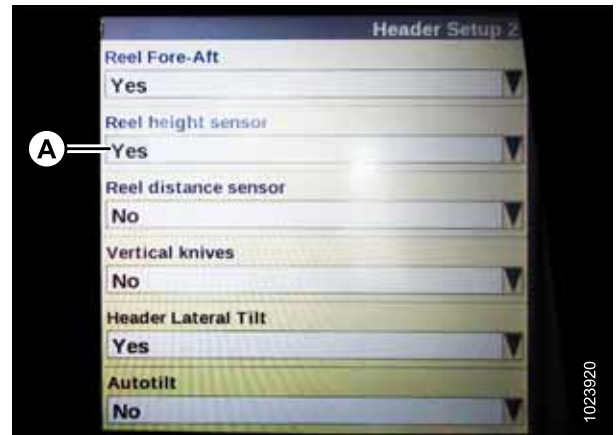 Header Setup 2
Reel Fore-Aft
Yes
Reel height sensor
A
Yes
Reel distance sensor
No
Vertical knives
No
Header Lateral Tilt
Yes
Autotilt
No
1023920